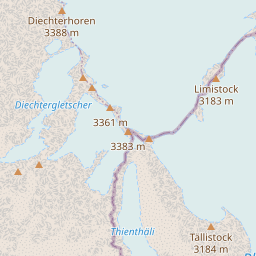 Diechterhoren
3388 m
Limistock
3183 m
Diechtergletscher
3361 m
3383 m
Thienthäli
Tällistock
3184 m